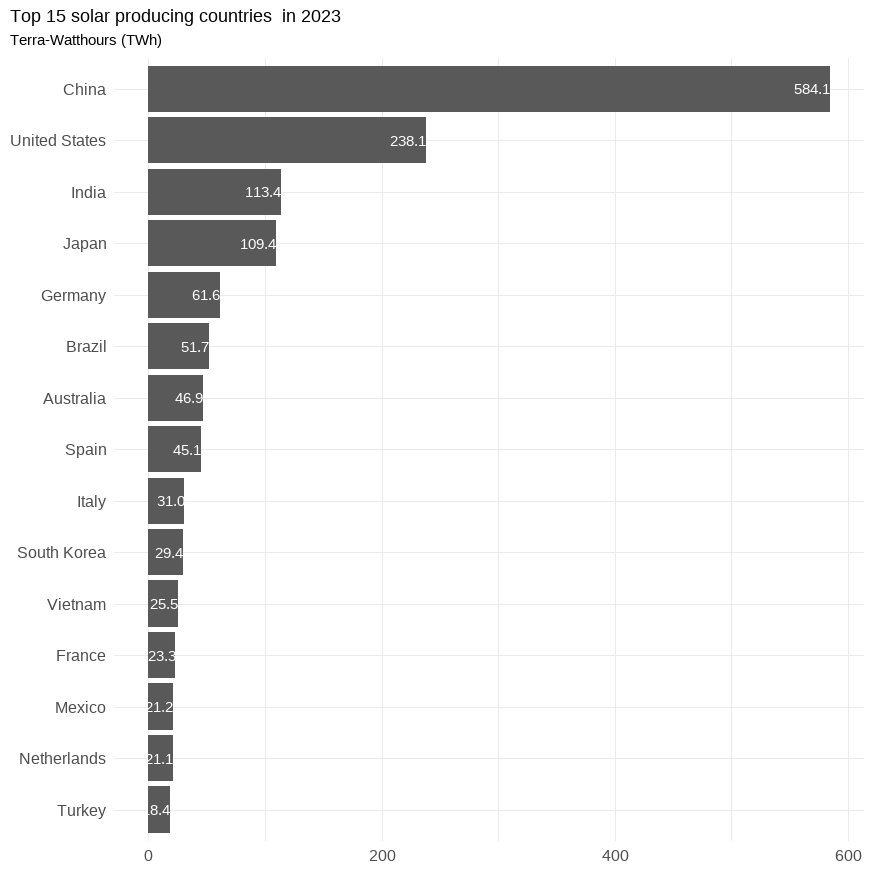 Top 15 solar producing countries  in 2023
Terra-Watthours (TWh)
China 584.1
United States 238.1
India 113.4
Japan 109.4
Germany 61.6
Brazil 51.7
Australia 46.9
Spain 45.1
Italy 31.0
South Korea 29.4
Vietnam 25.5
France 23.3
Mexico 21.2
Netherlands 21.1
Turkey 18.4
0 200 400 600